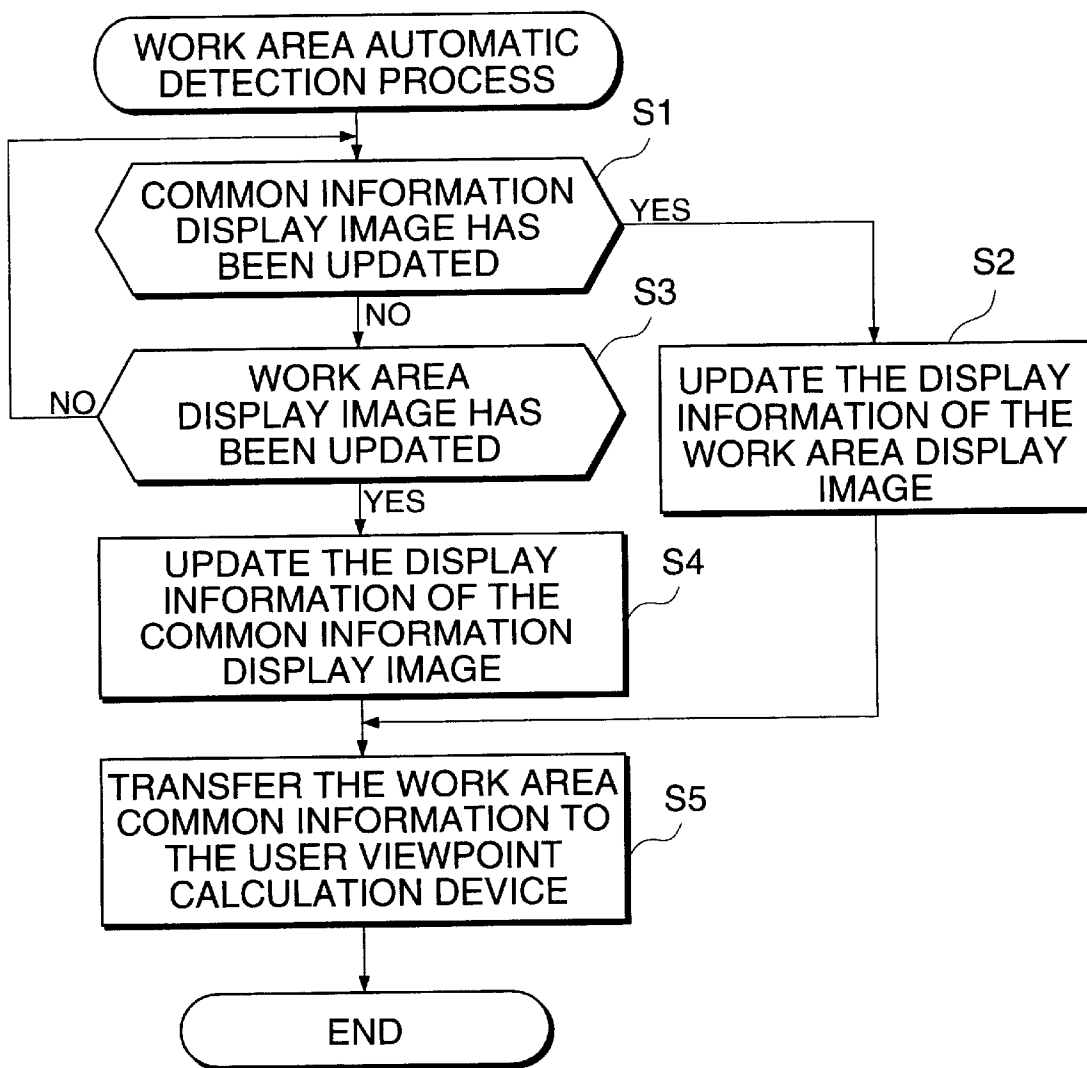 WORK AREA AUTOMATIC
DETECTION PROCESS
S1
COMMON INFORMATION
DISPLAY IMAGE HAS
BEEN UPDATED
YES
S2
NO
S3
UPDATE THE DISPLAY
INFORMATION OF THE
WORK AREA DISPLAY
IMAGE
WORK AREA
DISPLAY IMAGE HAS
BEEN UPDATED
NO
YES
S4
UPDATE THE DISPLAY
INFORMATION OF THE
COMMON INFORMATION
DISPLAY IMAGE
S5
TRANSFER THE WORK AREA
COMMON INFORMATION TO
THE USER VIEWPOINT
CALCULATION DEVICE
END